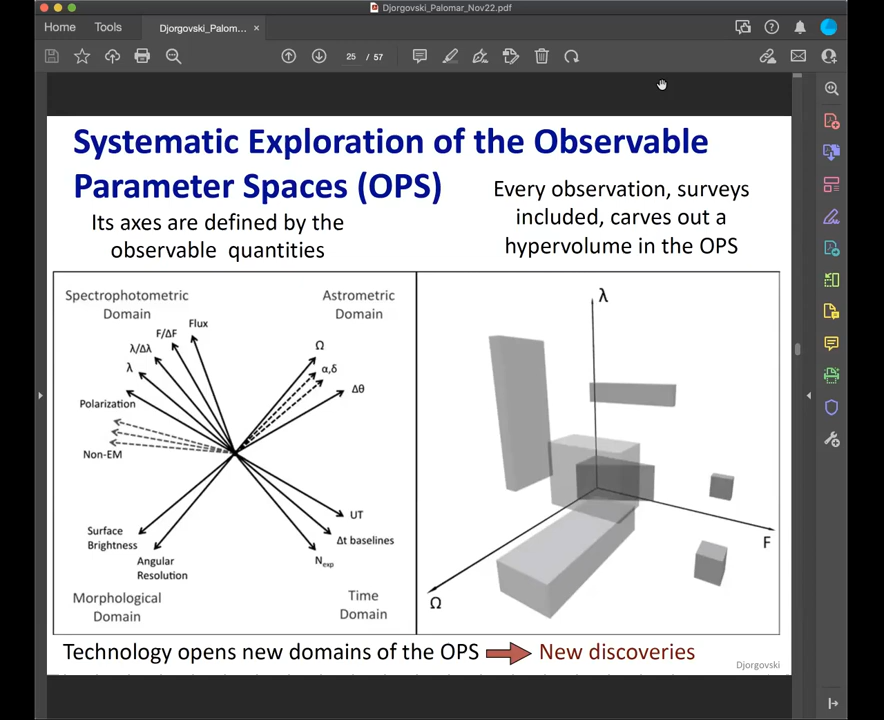 Djorgovski_Palomar_Nov22.pdf
Home
Tools
Djorgovski_Palom...
×
25 / 57
Systematic Exploration of the Observable
Parameter Spaces (OPS)
Its axes are defined by the
observable quantities
Every observation, surveys
included, carves out a
hypervolume in the OPS
Spectrophotometric
Domain
Astrometric
Domain
Flux
F/ΔF
λ/Δλ
λ
Polarization
Non-EM
Ω
α,δ
Δθ
Surface
Brightness
Angular
Resolution
UT
Δt baselines
Nexp
Morphological
Domain
Time
Domain
λ
F
Ω
Technology opens new domains of the OPS
New discoveries
Djorgovski